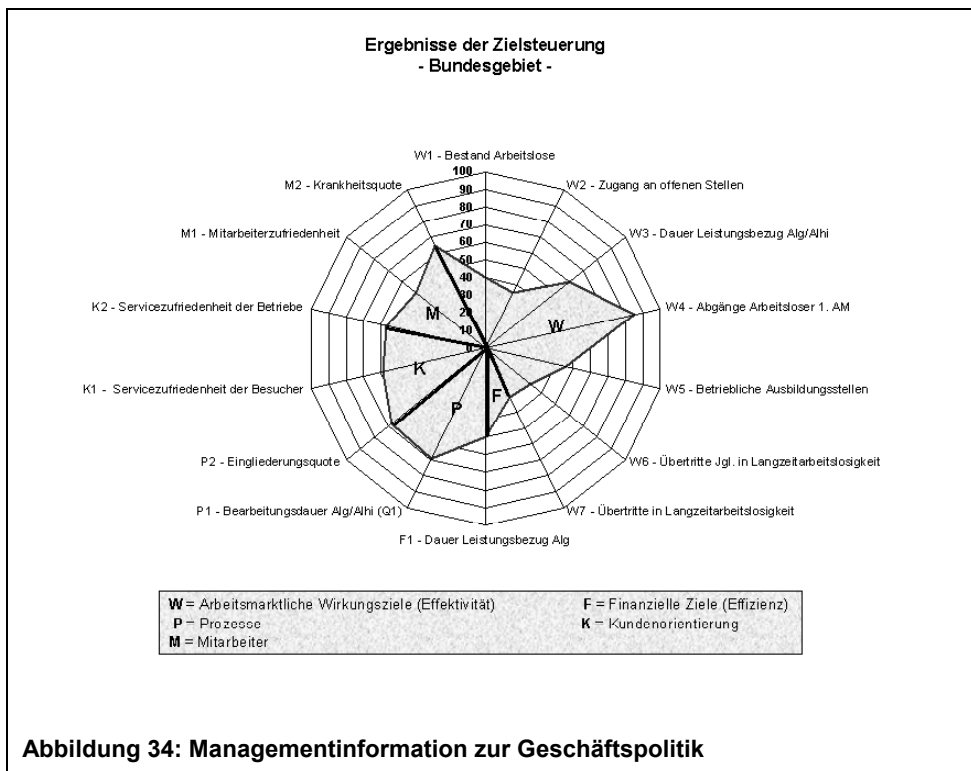 Ergebnisse der Zielsteuerung
- Bundesgebiet -
W1 - Bestand Arbeitslose
M2 - Krankheitsquote
W2 - Zugang an offenen Stellen
M1 - Mitarbeiterzufriedenheit
W3 - Dauer Leistungsbezug Alg/Alhi
K2 - Servicezufriedenheit der Betriebe
W4 - Abgänge Arbeitsloser 1. AM
K1 - Servicezufriedenheit der Besucher
W5 - Betriebliche Ausbildungsstellen
P2 - Eingliederungsquote
W6 - Übertritte Jgl. in Langzeitarbeitslosigkeit
P1 - Bearbeitungsdauer Alg/Alhi (Q1)
W7 - Übertritte in Langzeitarbeitslosigkeit
F1 - Dauer Leistungsbezug Alg
100
90
80
70
60
50
40
30
20
10
0
M
W
K
F
P
W = Arbeitsmarktliche Wirkungsziele (Effektivität)
F = Finanzielle Ziele (Effizienz)
P = Prozesse
K = Kundenorientierung
M = Mitarbeiter
Abbildung 34: Managementinformation zur Geschäftspolitik